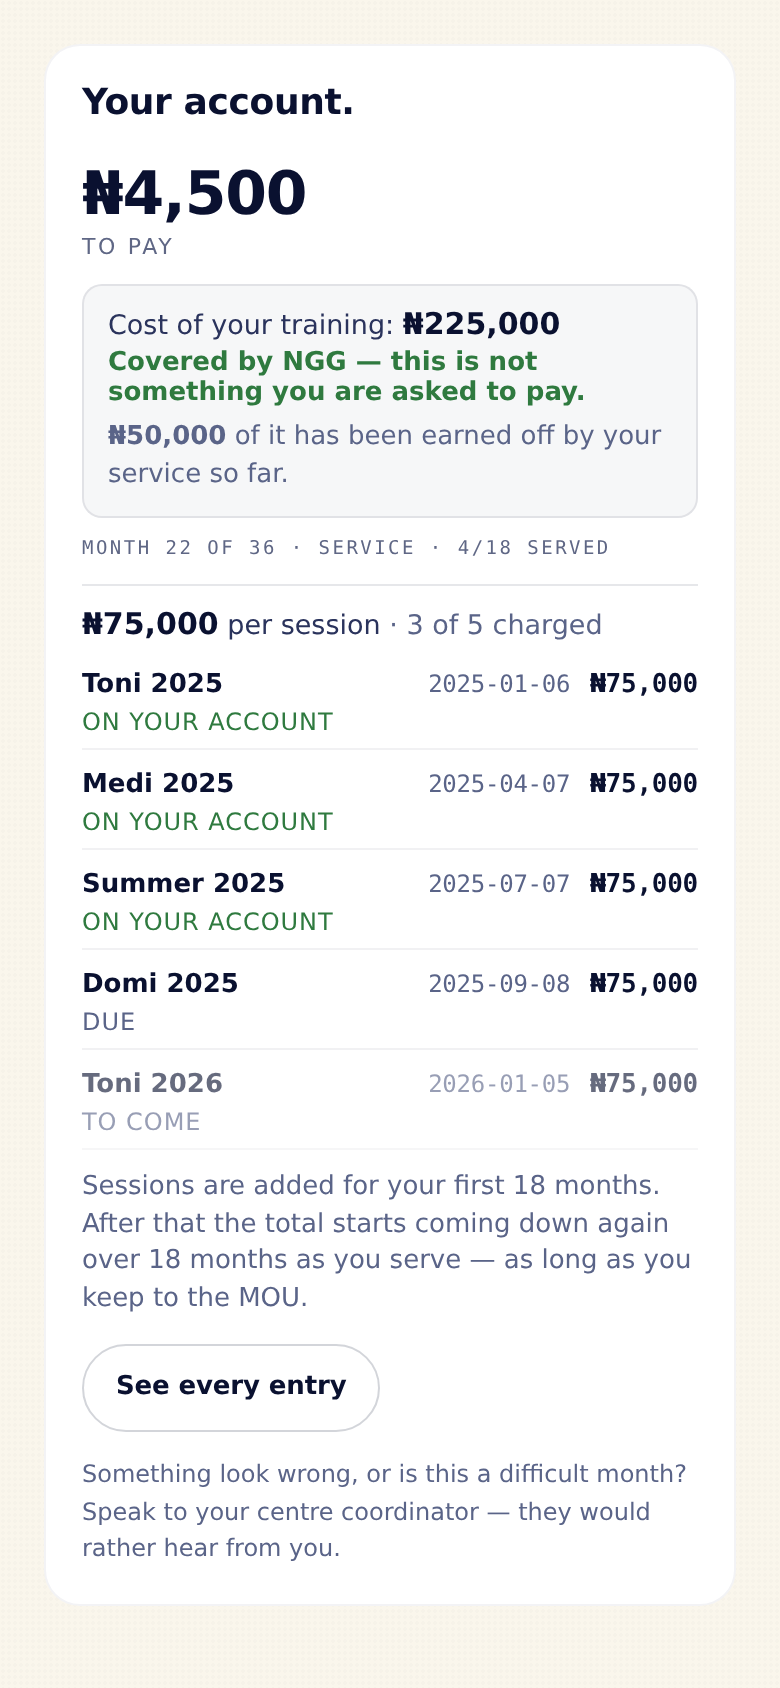 Your account.
₦4,500
TO PAY
Cost of your training: ₦225,000
Covered by NGG — this is not
something you are asked to pay.
₦50,000 of it has been earned off by your
service so far.
MONTH 22 OF 36 · SERVICE · 4/18 SERVED
₦75,000 per session · 3 of 5 charged
Toni 2025 2025-01-06 ₦75,000
ON YOUR ACCOUNT
Medi 2025 2025-04-07 ₦75,000
ON YOUR ACCOUNT
Summer 2025 2025-07-07 ₦75,000
ON YOUR ACCOUNT
Domi 2025 2025-09-08 ₦75,000
DUE
Toni 2026 2026-01-05 ₦75,000
TO COME
Sessions are added for your first 18 months.
After that the total starts coming down again
over 18 months as you serve — as long as you
keep to the MOU.
See every entry
Something look wrong, or is this a difficult month?
Speak to your centre coordinator — they would
rather hear from you.